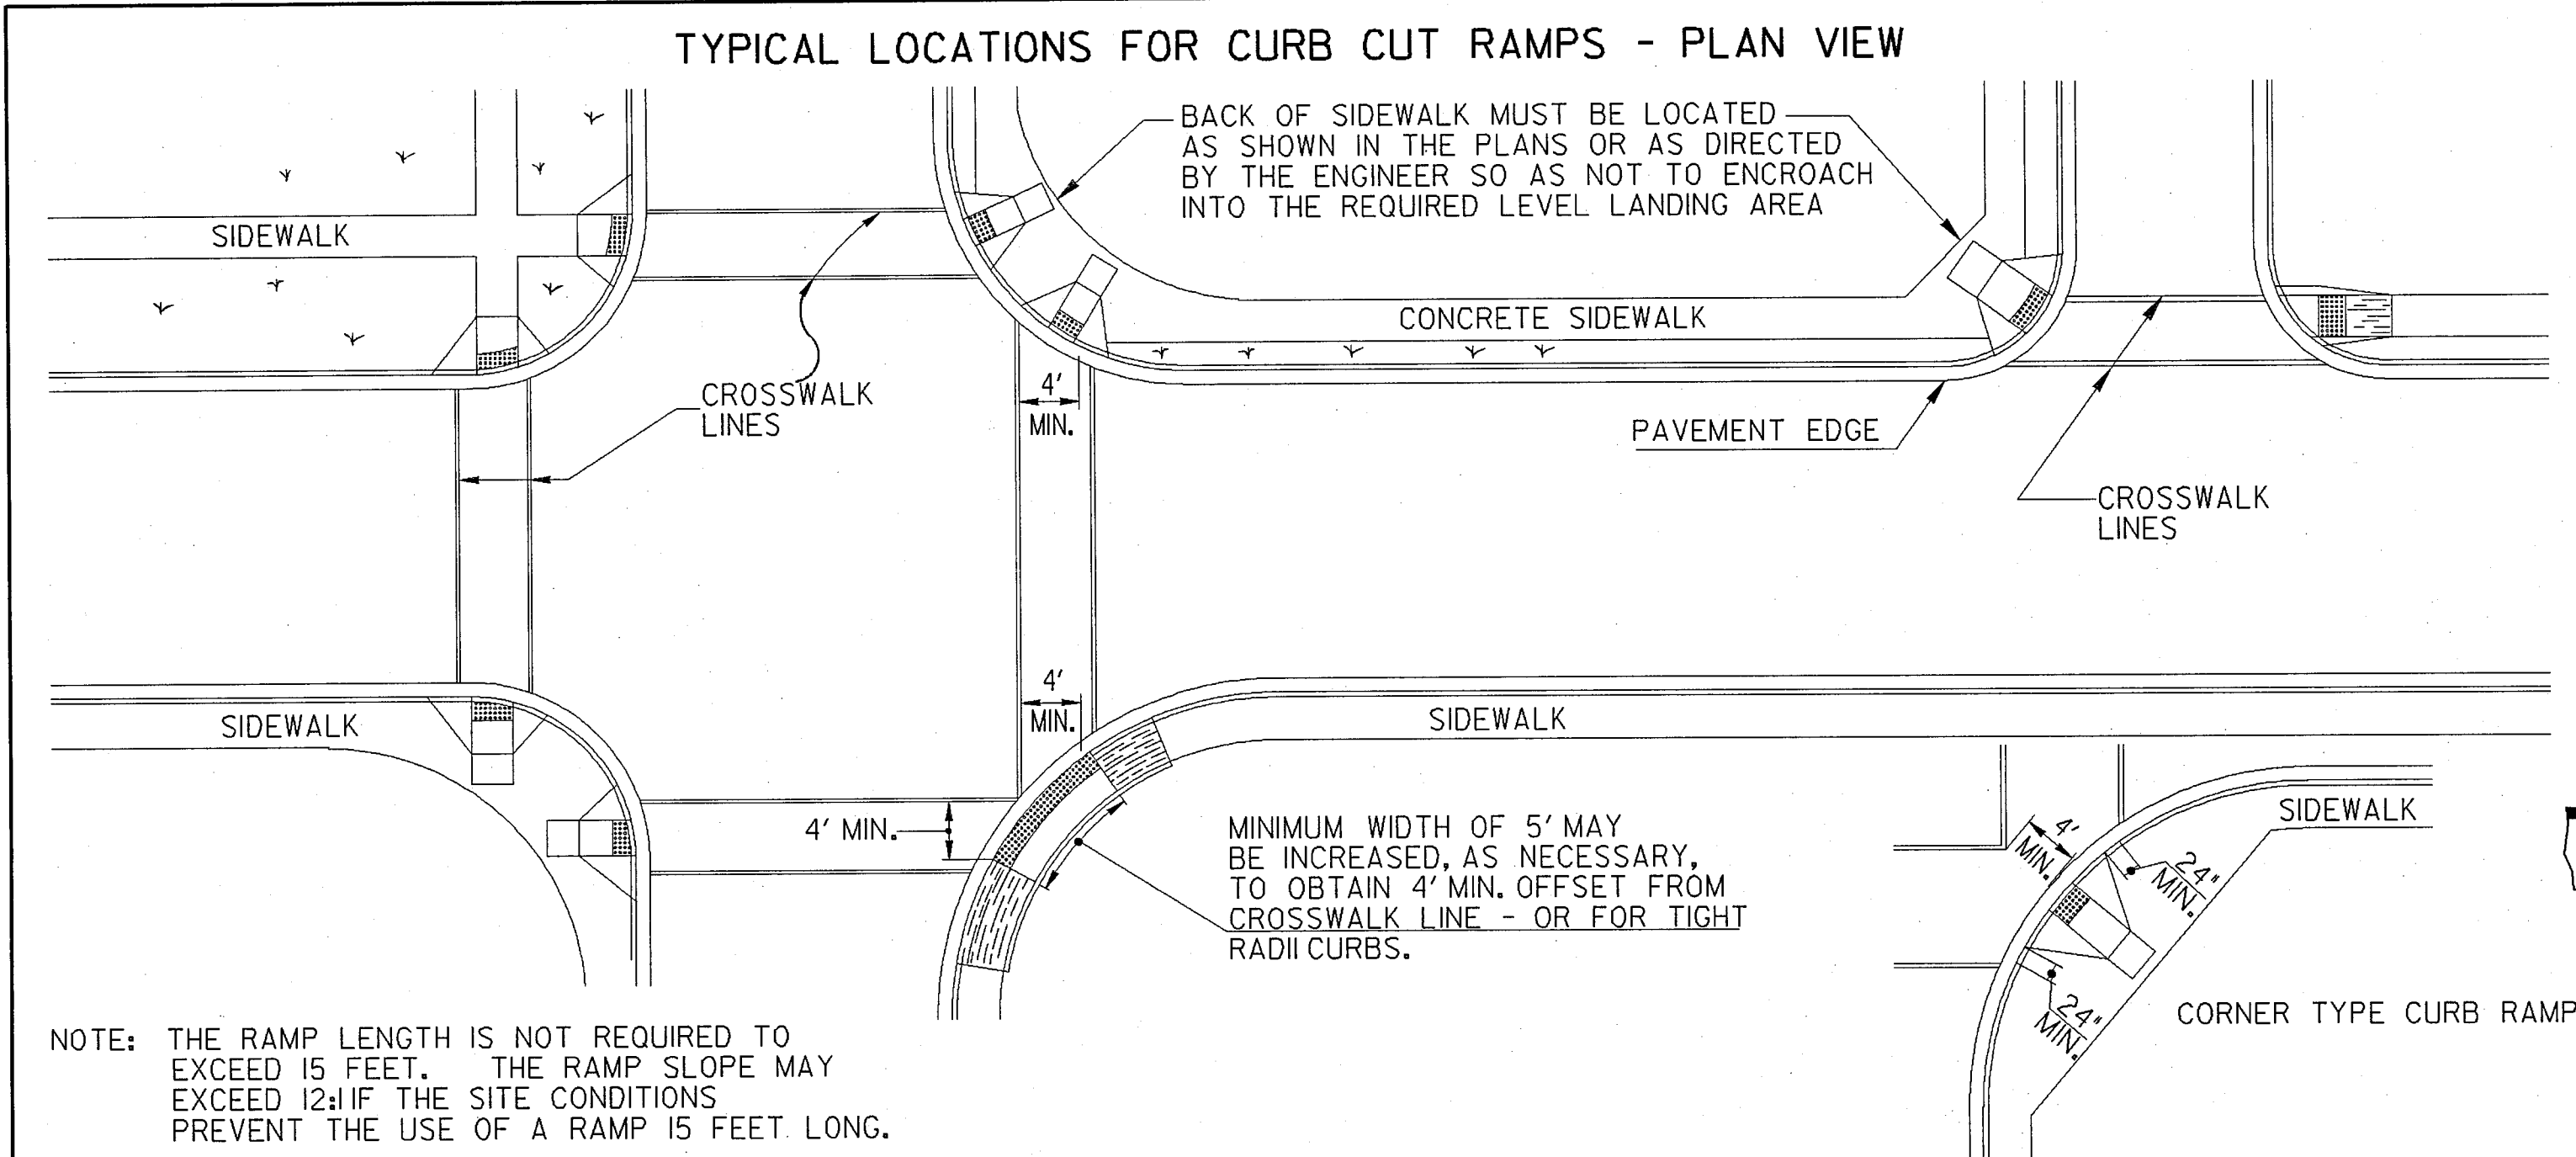 TYPICAL LOCATIONS FOR CURB CUT RAMPS - PLAN VIEW
BACK OF SIDEWALK MUST BE LOCATED
AS SHOWN IN THE PLANS OR AS DIRECTED
BY THE ENGINEER SO AS NOT TO ENCROACH
INTO THE REQUIRED LEVEL LANDING AREA
SIDEWALK
CONCRETE SIDEWALK
CROSSWALK
LINES
4'
MIN.
PAVEMENT EDGE
CROSSWALK
LINES
4'
MIN.
SIDEWALK
SIDEWALK
4' MIN.
MINIMUM WIDTH OF 5' MAY
BE INCREASED, AS NECESSARY,
TO OBTAIN 4' MIN. OFFSET FROM
CROSSWALK LINE - OR FOR TIGHT
RADII CURBS.
SIDEWALK
4'
MIN.
24"
MIN.
24"
MIN.
CORNER TYPE CURB RAMP
NOTE: THE RAMP LENGTH IS NOT REQUIRED TO
EXCEED 15 FEET. THE RAMP SLOPE MAY
EXCEED 12:1 IF THE SITE CONDITIONS
PREVENT THE USE OF A RAMP 15 FEET LONG.